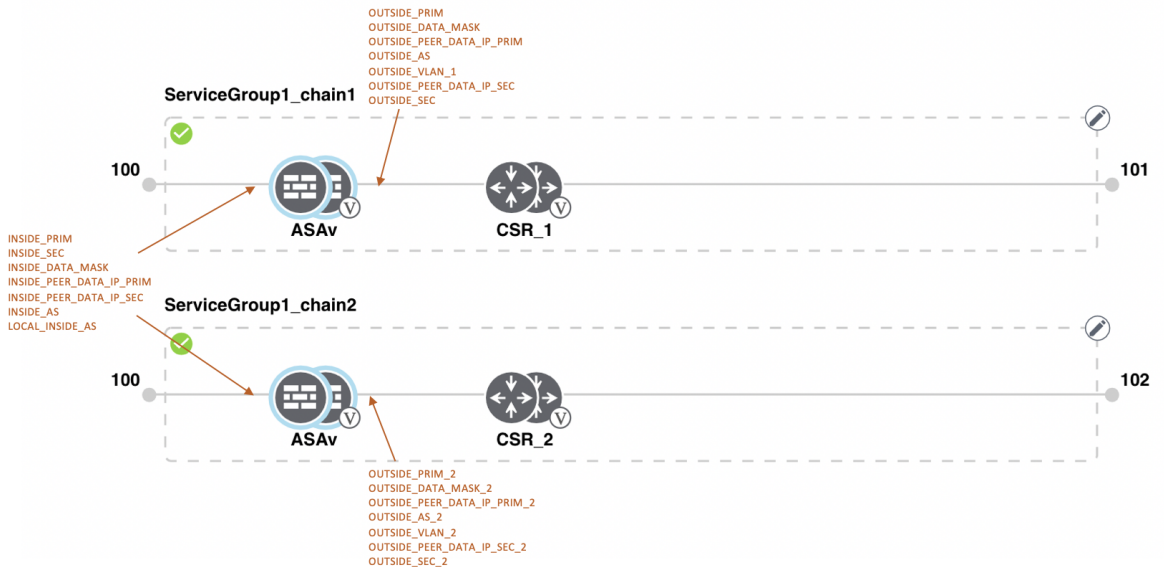 OUTSIDE_PRIM
OUTSIDE_DATA_MASK
OUTSIDE_PEER_DATA_IP_PRIM
OUTSIDE_AS
OUTSIDE_VLAN_1
OUTSIDE_PEER_DATA_IP_SEC
OUTSIDE_SEC
ServiceGroup1_chain1
100
101
V
V
ASAv
CSR_1
INSIDE_PRIM
INSIDE_SEC
INSIDE_DATA_MASK
INSIDE_PEER_DATA_IP_PRIM
INSIDE_PEER_DATA_IP_SEC
INSIDE_AS
LOCAL_INSIDE_AS
ServiceGroup1_chain2
100
102
V
V
ASAv
CSR_2
OUTSIDE_PRIM_2
OUTSIDE_DATA_MASK_2
OUTSIDE_PEER_DATA_IP_PRIM_2
OUTSIDE_AS_2
OUTSIDE_VLAN_2
OUTSIDE_PEER_DATA_IP_SEC_2
OUTSIDE_SEC_2